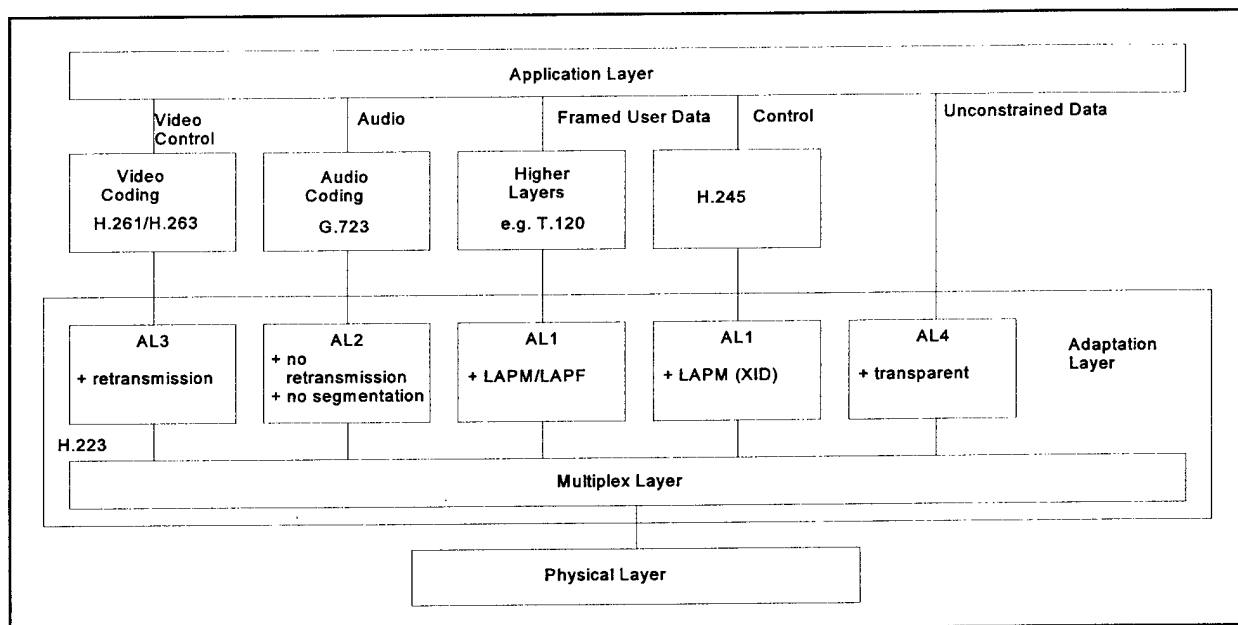 Application Layer
Video
Control
Audio
Framed User Data
Control
Unconstrained Data
Video
Coding
H.261/H.263
Audio
Coding
G.723
Higher
Layers
e.g. T.120
H.245
AL3
+ retransmission
AL2
+ no
retransmission
+ no segmentation
AL1
+ LAPM/LAPF
AL1
+ LAPM (XID)
AL4
+ transparent
Adaptation
Layer
H.223
Multiplex Layer
Physical Layer